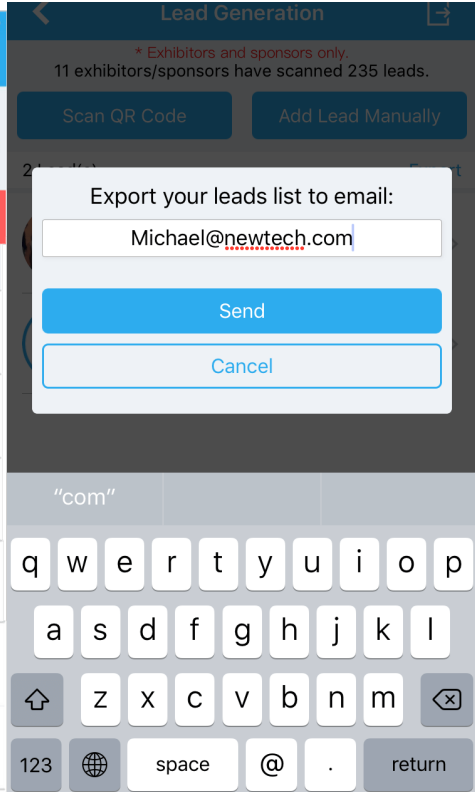 Lead Generation
* Exhibitors and sponsors only.
11 exhibitors/sponsors have scanned 235 leads.
Scan QR Code Add Lead Manually
Export your leads list to email:
Michael@newtech.com
Send
Cancel
“com”
q w e r t y u i o p
a s d f g h j k l
z x c v b n m
123 space @ . return